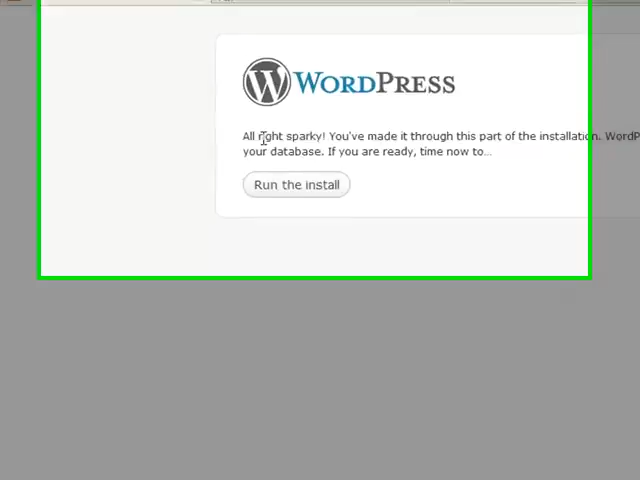 WORDPRESS
All right sparky! You've made it through this part of the installation. WordP
your database. If you are ready, time now to...
Run the install